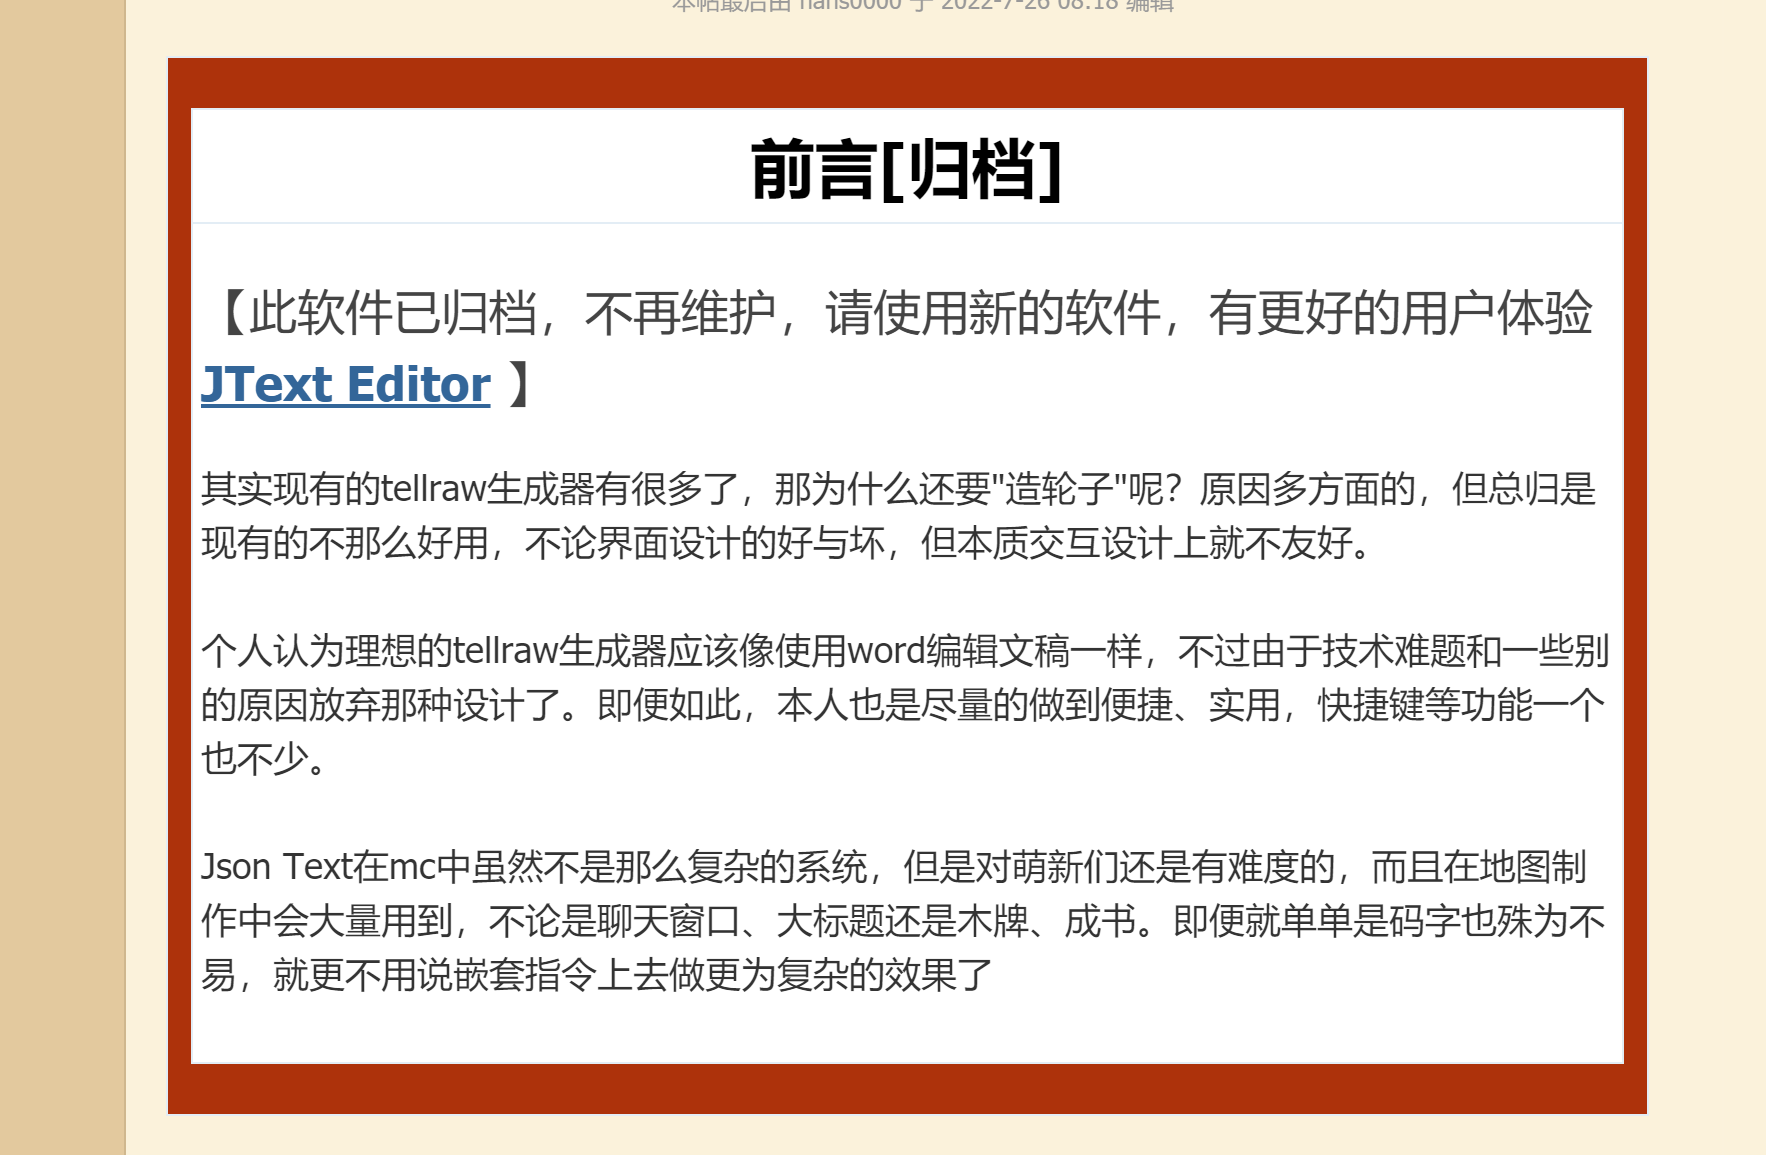 本帖最后由 hans0000 于 2022-7-26 08:18 编辑
前言[归档]
【此软件已归档，不再维护，请使用新的软件，有更好的用户体验
JText Editor 】
其实现有的tellraw生成器有很多了，那为什么还要"造轮子"呢？原因多方面的，但总归是
现有的不那么好用，不论界面设计的好与坏，但本质交互设计上就不友好。
个人认为理想的tellraw生成器应该像使用word编辑文稿一样，不过由于技术难题和一些别
的原因放弃那种设计了。即便如此，本人也是尽量的做到便捷、实用，快捷键等功能一个
也不少。
Json Text在mc中虽然不是那么复杂的系统，但是对萌新们还是有难度的，而且在地图制
作中会大量用到，不论是聊天窗口、大标题还是木牌、成书。即便就单单是码字也殊为不
易，就更不用说嵌套指令上去做更为复杂的效果了